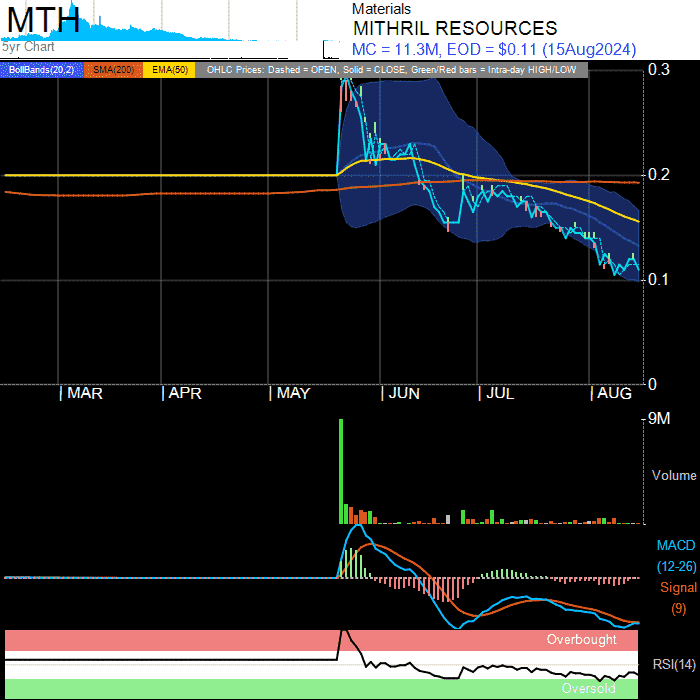 MTH
5yr Chart
Materials
MITHRIL RESOURCES
MC = 11.3M, EOD = $0.11 (15Aug2024)
BollBands(20,2) SMA(200) EMA(50) OHLC Prices: Dashed = OPEN, Solid = CLOSE, Green/Red bars = Intra-day HIGH/LOW
0.3
0.2
0.1
0
MAR APR MAY JUN JUL AUG
9M
Volume
MACD
(12-26)
Signal
(9)
Overbought
RSI(14)
Oversold